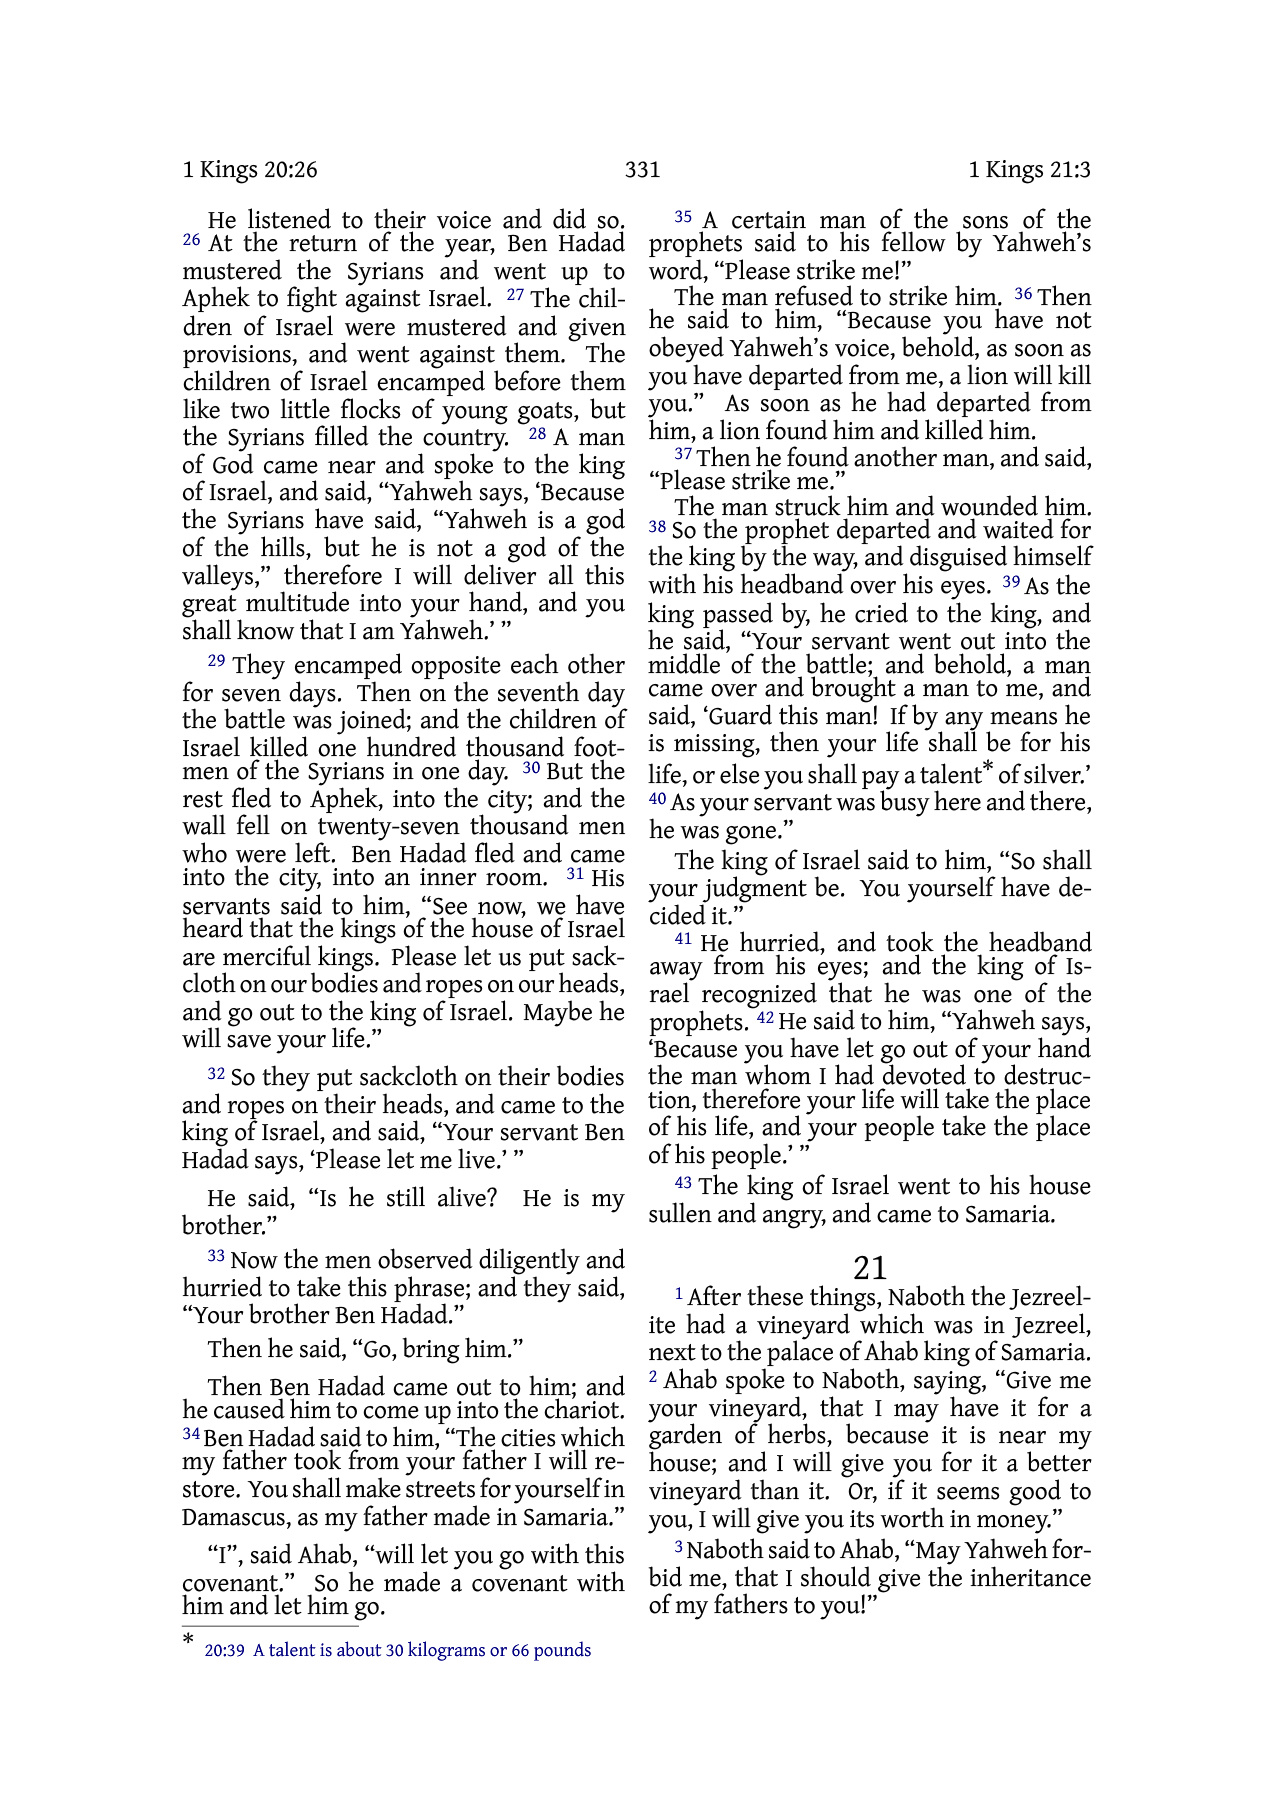 1 Kings 20:26 331 1 Kings 21:3
He listened to their voice and did so.
26 At the return of the year, Ben Hadad
mustered the Syrians and went up to
Aphek to fight against Israel. 27 The chil-
dren of Israel were mustered and given
provisions, and went against them. The
children of Israel encamped before them
like two little flocks of young goats, but
the Syrians filled the country. 28 A man
of God came near and spoke to the king
of Israel, and said, “Yahweh says, ‘Because
the Syrians have said, “Yahweh is a god
of the hills, but he is not a god of the
valleys,” therefore I will deliver all this
great multitude into your hand, and you
shall know that I am Yahweh.’ ”
29 They encamped opposite each other
for seven days. Then on the seventh day
the battle was joined; and the children of
Israel killed one hundred thousand foot-
men of the Syrians in one day. 30 But the
rest fled to Aphek, into the city; and the
wall fell on twenty-seven thousand men
who were left. Ben Hadad fled and came
into the city, into an inner room. 31 His
servants said to him, “See now, we have
heard that the kings of the house of Israel
are merciful kings. Please let us put sack-
cloth on our bodies and ropes on our heads,
and go out to the king of Israel. Maybe he
will save your life.”
32 So they put sackcloth on their bodies
and ropes on their heads, and came to the
king of Israel, and said, “Your servant Ben
Hadad says, ‘Please let me live.’ ”
He said, “Is he still alive? He is my
brother.”
33 Now the men observed diligently and
hurried to take this phrase; and they said,
“Your brother Ben Hadad.”
Then he said, “Go, bring him.”
Then Ben Hadad came out to him; and
he caused him to come up into the chariot.
34 Ben Hadad said to him, “The cities which
my father took from your father I will re-
store. You shall make streets for yourself in
Damascus, as my father made in Samaria.”
“I”, said Ahab, “will let you go with this
covenant.” So he made a covenant with
him and let him go.
* 20:39 A talent is about 30 kilograms or 66 pounds
35 A certain man of the sons of the
prophets said to his fellow by Yahweh’s
word, “Please strike me!”
The man refused to strike him. 36 Then
he said to him, “Because you have not
obeyed Yahweh’s voice, behold, as soon as
you have departed from me, a lion will kill
you.” As soon as he had departed from
him, a lion found him and killed him.
37 Then he found another man, and said,
“Please strike me.”
The man struck him and wounded him.
38 So the prophet departed and waited for
the king by the way, and disguised himself
with his headband over his eyes. 39 As the
king passed by, he cried to the king, and
he said, “Your servant went out into the
middle of the battle; and behold, a man
came over and brought a man to me, and
said, ‘Guard this man! If by any means he
is missing, then your life shall be for his
life, or else you shall pay a talent* of silver.’
40 As your servant was busy here and there,
he was gone.”
The king of Israel said to him, “So shall
your judgment be. You yourself have de-
cided it.”
41 He hurried, and took the headband
away from his eyes; and the king of Is-
rael recognized that he was one of the
prophets. 42 He said to him, “Yahweh says,
‘Because you have let go out of your hand
the man whom I had devoted to destruc-
tion, therefore your life will take the place
of his life, and your people take the place
of his people.’ ”
43 The king of Israel went to his house
sullen and angry, and came to Samaria.
21
1 After these things, Naboth the Jezreel-
ite had a vineyard which was in Jezreel,
next to the palace of Ahab king of Samaria.
2 Ahab spoke to Naboth, saying, “Give me
your vineyard, that I may have it for a
garden of herbs, because it is near my
house; and I will give you for it a better
vineyard than it. Or, if it seems good to
you, I will give you its worth in money.”
3 Naboth said to Ahab, “May Yahweh for-
bid me, that I should give the inheritance
of my fathers to you!”